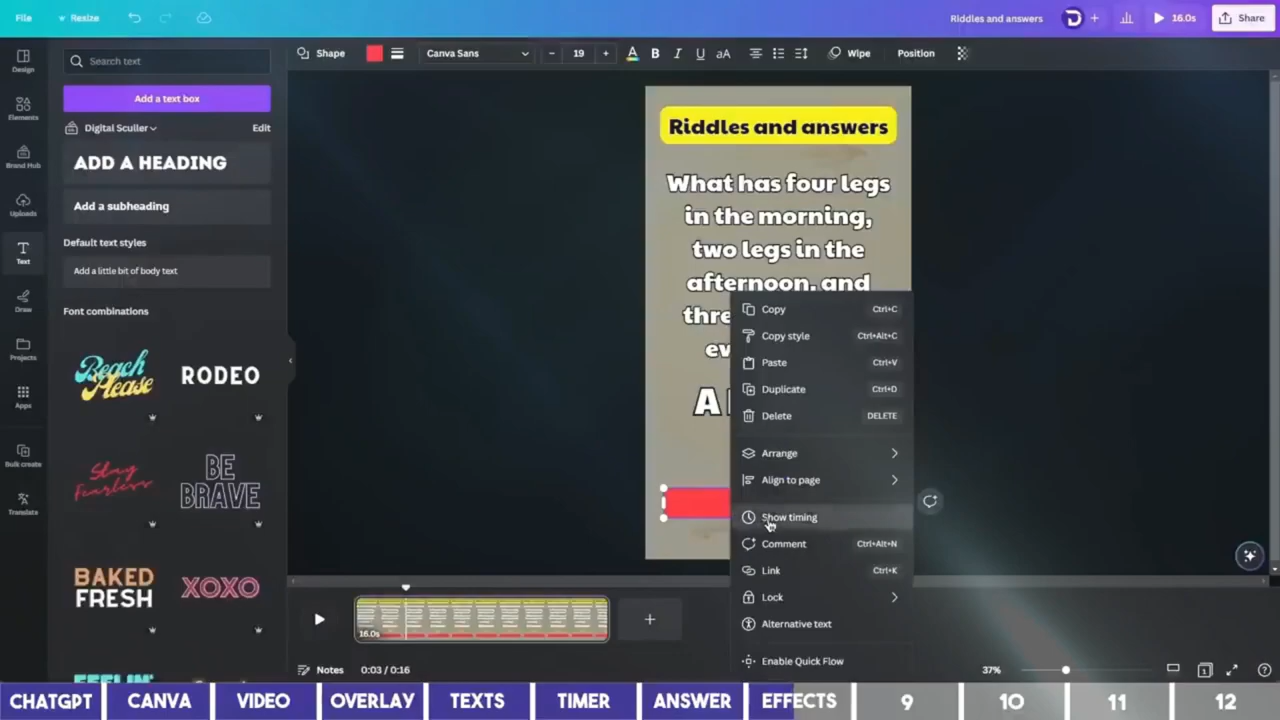 File
Resize
Riddles and answers
16.0s
Share
Design
Elements
Brand Hub
Uploads
Text
Draw
Projects
Apps
Bulk create
Translate
Search text
Add a text box
Digital Sculler
Edit
ADD A HEADING
Add a subheading
Default text styles
Add a little bit of body text
Font combinations
Beach Please
RODEO
Stay Fearless
BE BRAVE
BAKED FRESH
XOXO
FEELIN'
Shape
Canva Sans
− 19 +
A B I U aA
Wipe
Position
Riddles and answers
What has four legs
in the morning,
two legs in the
afternoon, and
thre
ev
A
Copy Ctrl+C
Copy style Ctrl+Alt+C
Paste Ctrl+V
Duplicate Ctrl+D
Delete DELETE
Arrange
Align to page
Show timing
Comment Ctrl+Alt+N
Link Ctrl+K
Lock
Alternative text
Enable Quick Flow
16.0s
Notes 0:03 / 0:16
37%
1
CHATGPT CANVA VIDEO OVERLAY TEXTS TIMER ANSWER EFFECTS 9 10 11 12